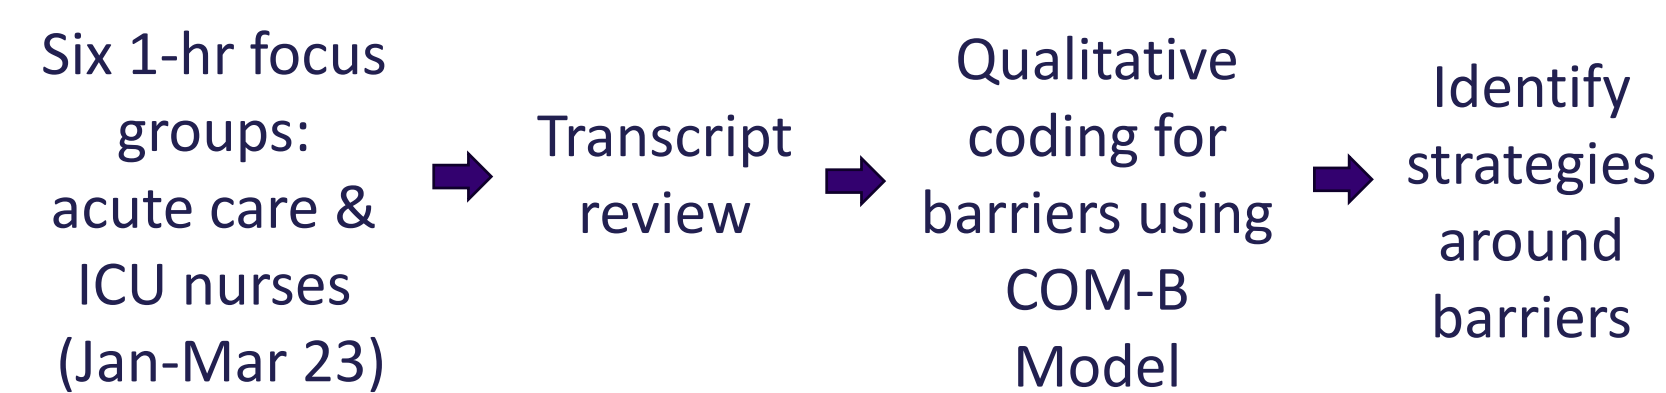 Six 1-hr focus
groups:
acute care &
ICU nurses
(Jan-Mar 23)
Transcript
review
Qualitative
coding for
barriers using
COM-B
Model
Identify
strategies
around
barriers